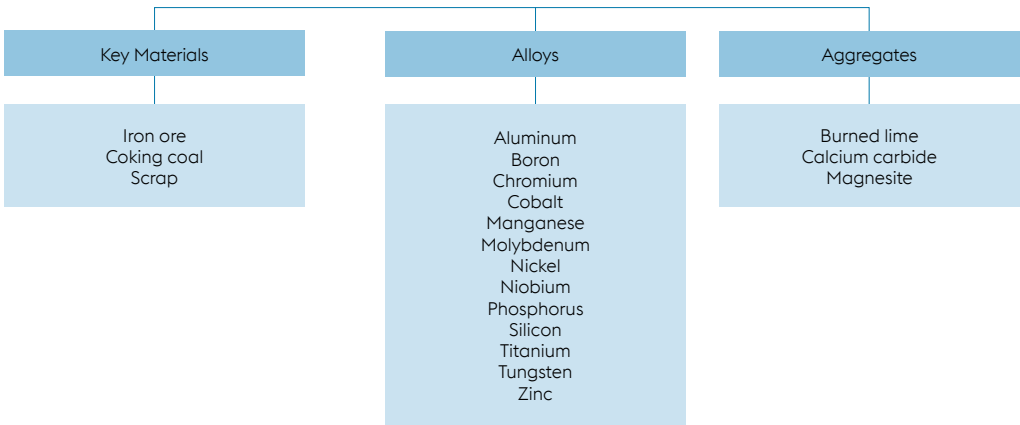 Key Materials
Iron ore
Coking coal
Scrap
Alloys
Aluminum
Boron
Chromium
Cobalt
Manganese
Molybdenum
Nickel
Niobium
Phosphorus
Silicon
Titanium
Tungsten
Zinc
Aggregates
Burned lime
Calcium carbide
Magnesite